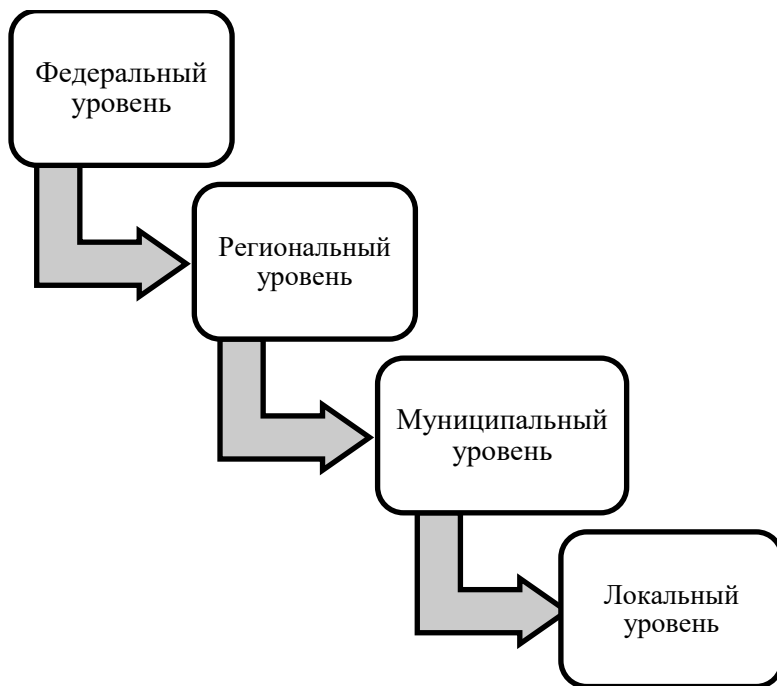 Федеральный
уровень
Региональный
уровень
Муниципальный
уровень
Локальный
уровень